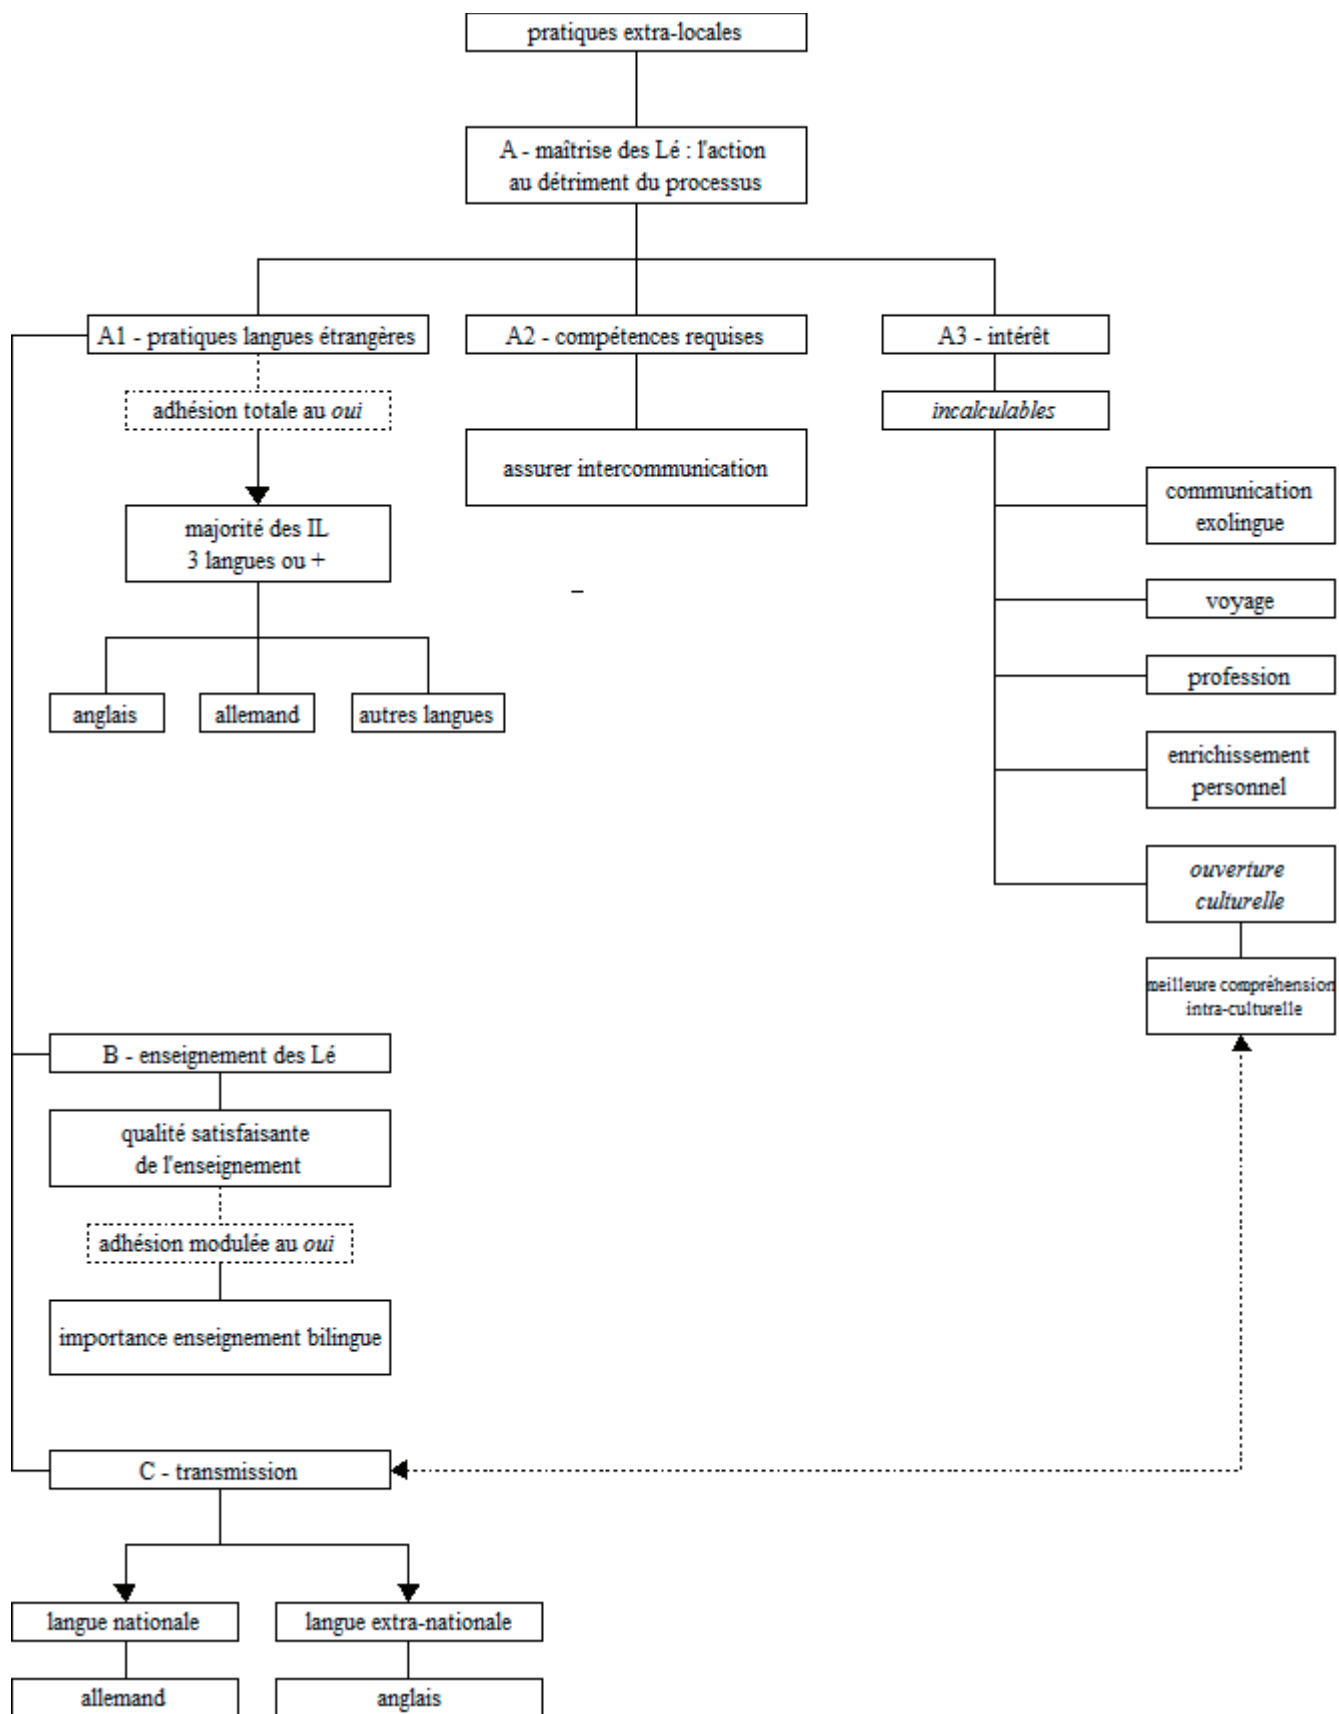 pratiques extra-locales
A - maîtrise des Lé : l'action
au détriment du processus
A1 - pratiques langues étrangères
A2 - compétences requises
A3 - intérêt
adhésion totale au oui
incalculables
assurer intercommunication
majorité des IL
3 langues ou +
communication
exolingue
voyage
profession
anglais
allemand
autres langues
enrichissement
personnel
ouverture
culturelle
meilleure compréhension
intra-culturelle
B - enseignement des Lé
qualité satisfaisante
de l'enseignement
adhésion modulée au oui
importance enseignement bilingue
C - transmission
langue nationale
langue extra-nationale
allemand
anglais